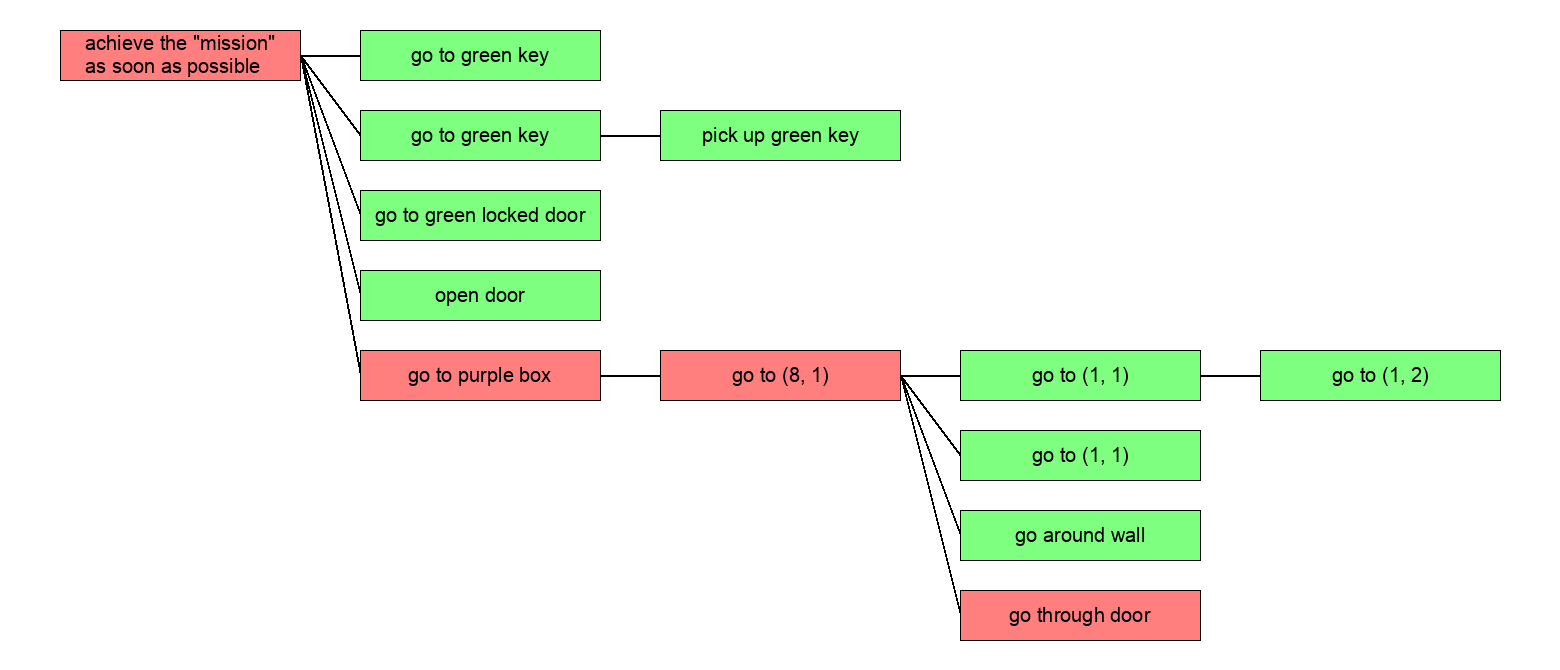 achieve the "mission"
as soon as possible
go to green key
go to green key
pick up green key
go to green locked door
open door
go to purple box
go to (8, 1)
go to (1, 1)
go to (1, 2)
go to (1, 1)
go around wall
go through door